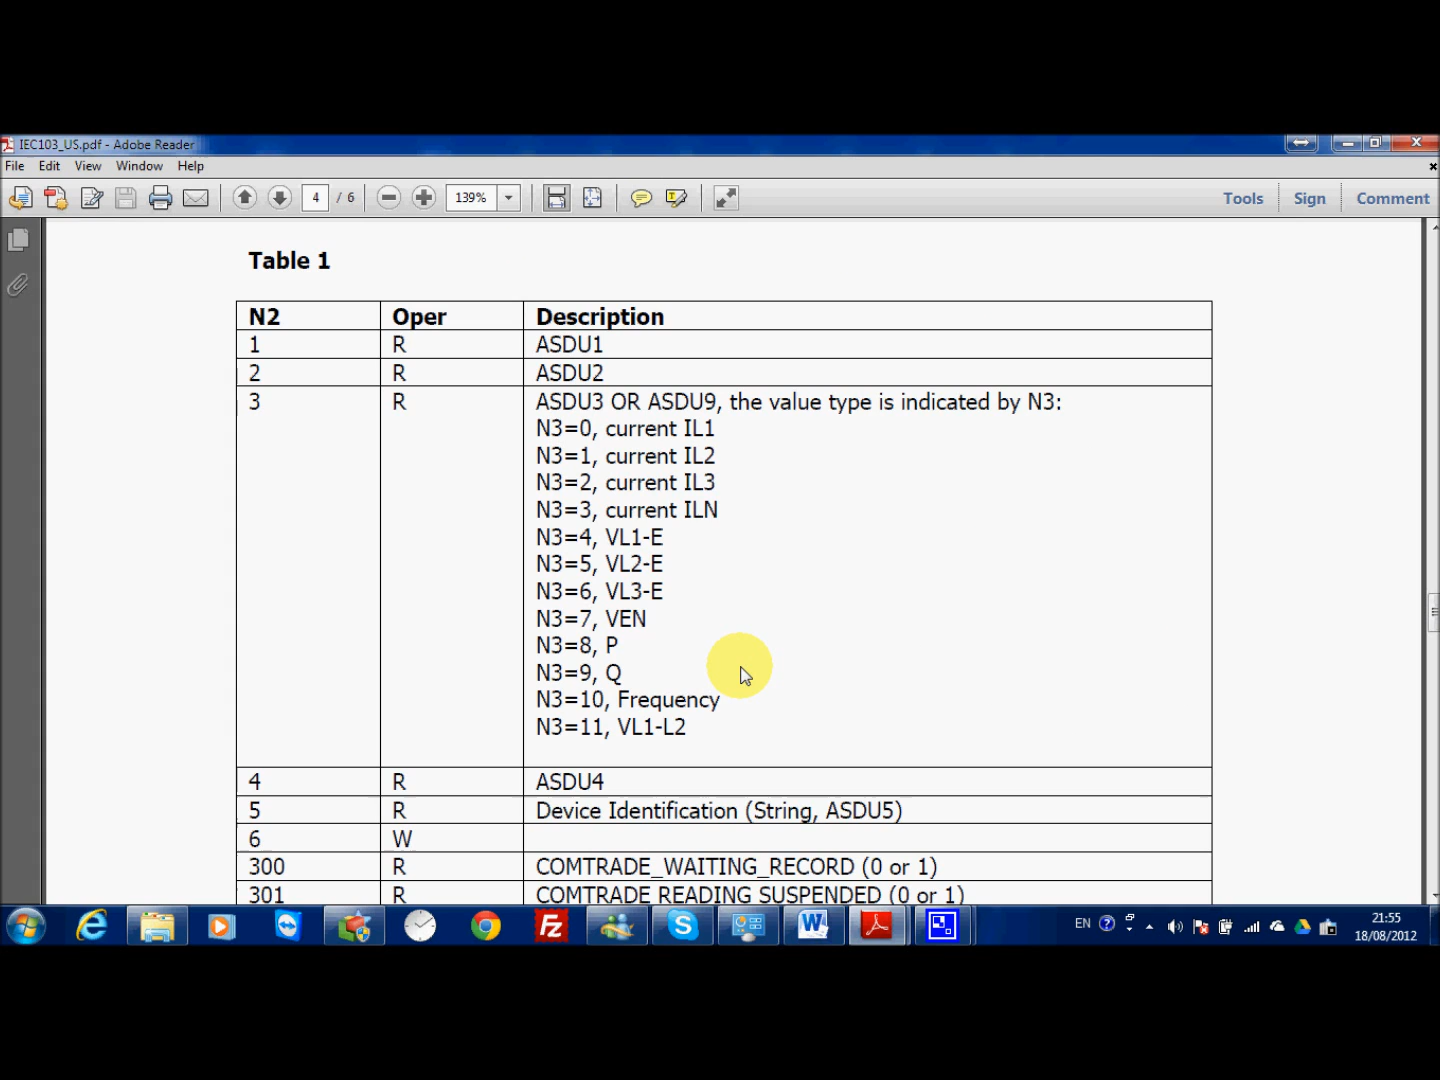 IEC103_US.pdf - Adobe Reader
File Edit View Window Help
4 / 6 139% Tools Sign Comment
Table 1
N2 Oper Description
1 R ASDU1
2 R ASDU2
3 R ASDU3 OR ASDU9, the value type is indicated by N3:
N3=0, current IL1
N3=1, current IL2
N3=2, current IL3
N3=3, current ILN
N3=4, VL1-E
N3=5, VL2-E
N3=6, VL3-E
N3=7, VEN
N3=8, P
N3=9, Q
N3=10, Frequency
N3=11, VL1-L2
4 R ASDU4
5 R Device Identification (String, ASDU5)
6 W
300 R COMTRADE_WAITING_RECORD (0 or 1)
301 R COMTRADE READING SUSPENDED (0 or 1)
EN 21:55
18/08/2012